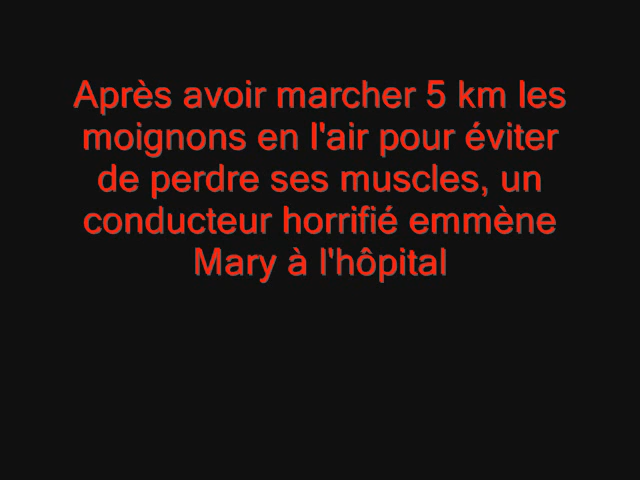 Après avoir marcher 5 km les
moignons en l'air pour éviter
de perdre ses muscles, un
conducteur horrifié emmène
Mary à l'hôpital